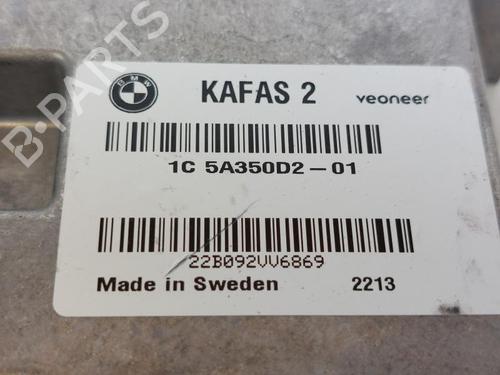 BMW
KAFAS 2
veoneer
1C 5A350D2-01
22B092VV6869
Made in Sweden
2213
B-PARTS